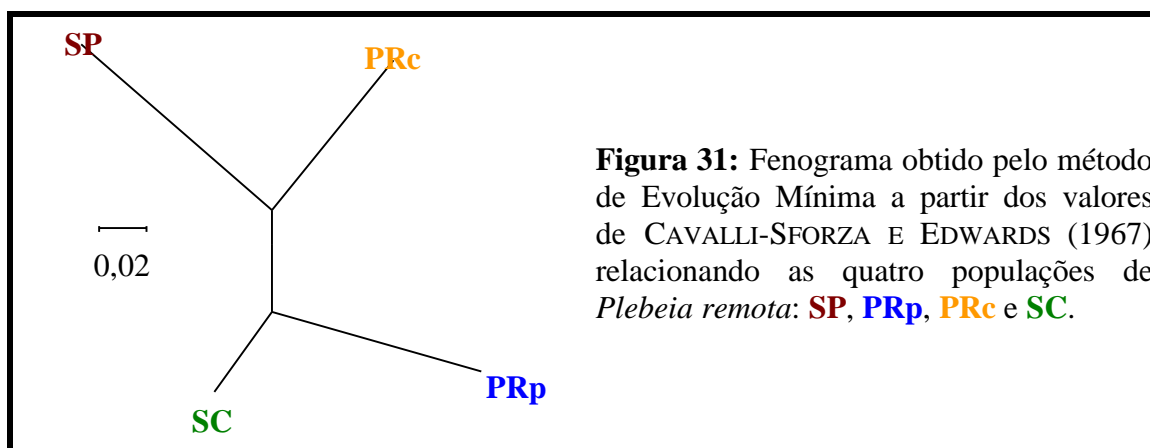 SP
PRc
0,02
SC
PRp
Figura 31: Fenograma obtido pelo método
de Evolução Mínima a partir dos valores
de CAVALLI-SFORZA E EDWARDS (1967)
relacionando as quatro populações de
Plebeia remota: SP, PRp, PRc e SC.